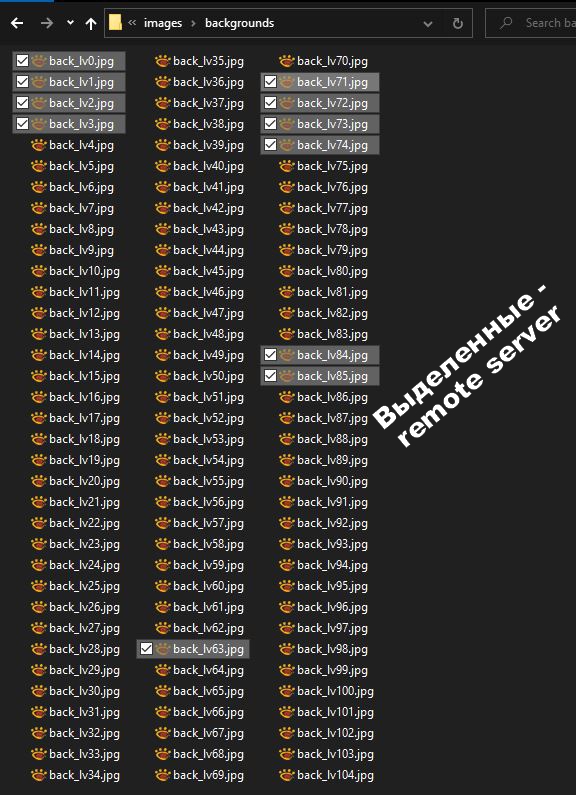 images
backgrounds
Search ba
back_lv0.jpg
back_lv1.jpg
back_lv2.jpg
back_lv3.jpg
back_lv4.jpg
back_lv5.jpg
back_lv6.jpg
back_lv7.jpg
back_lv8.jpg
back_lv9.jpg
back_lv10.jpg
back_lv11.jpg
back_lv12.jpg
back_lv13.jpg
back_lv14.jpg
back_lv15.jpg
back_lv16.jpg
back_lv17.jpg
back_lv18.jpg
back_lv19.jpg
back_lv20.jpg
back_lv21.jpg
back_lv22.jpg
back_lv23.jpg
back_lv24.jpg
back_lv25.jpg
back_lv26.jpg
back_lv27.jpg
back_lv28.jpg
back_lv29.jpg
back_lv30.jpg
back_lv31.jpg
back_lv32.jpg
back_lv33.jpg
back_lv34.jpg
back_lv35.jpg
back_lv36.jpg
back_lv37.jpg
back_lv38.jpg
back_lv39.jpg
back_lv40.jpg
back_lv41.jpg
back_lv42.jpg
back_lv43.jpg
back_lv44.jpg
back_lv45.jpg
back_lv46.jpg
back_lv47.jpg
back_lv48.jpg
back_lv49.jpg
back_lv50.jpg
back_lv51.jpg
back_lv52.jpg
back_lv53.jpg
back_lv54.jpg
back_lv55.jpg
back_lv56.jpg
back_lv57.jpg
back_lv58.jpg
back_lv59.jpg
back_lv60.jpg
back_lv61.jpg
back_lv62.jpg
back_lv63.jpg
back_lv64.jpg
back_lv65.jpg
back_lv66.jpg
back_lv67.jpg
back_lv68.jpg
back_lv69.jpg
back_lv70.jpg
back_lv71.jpg
back_lv72.jpg
back_lv73.jpg
back_lv74.jpg
back_lv75.jpg
back_lv76.jpg
back_lv77.jpg
back_lv78.jpg
back_lv79.jpg
back_lv80.jpg
back_lv81.jpg
back_lv82.jpg
back_lv83.jpg
back_lv84.jpg
back_lv85.jpg
back_lv86.jpg
back_lv87.jpg
back_lv88.jpg
back_lv89.jpg
back_lv90.jpg
back_lv91.jpg
back_lv92.jpg
back_lv93.jpg
back_lv94.jpg
back_lv95.jpg
back_lv96.jpg
back_lv97.jpg
back_lv98.jpg
back_lv99.jpg
back_lv100.jpg
back_lv101.jpg
back_lv102.jpg
back_lv103.jpg
back_lv104.jpg
Выделенные -
remote server